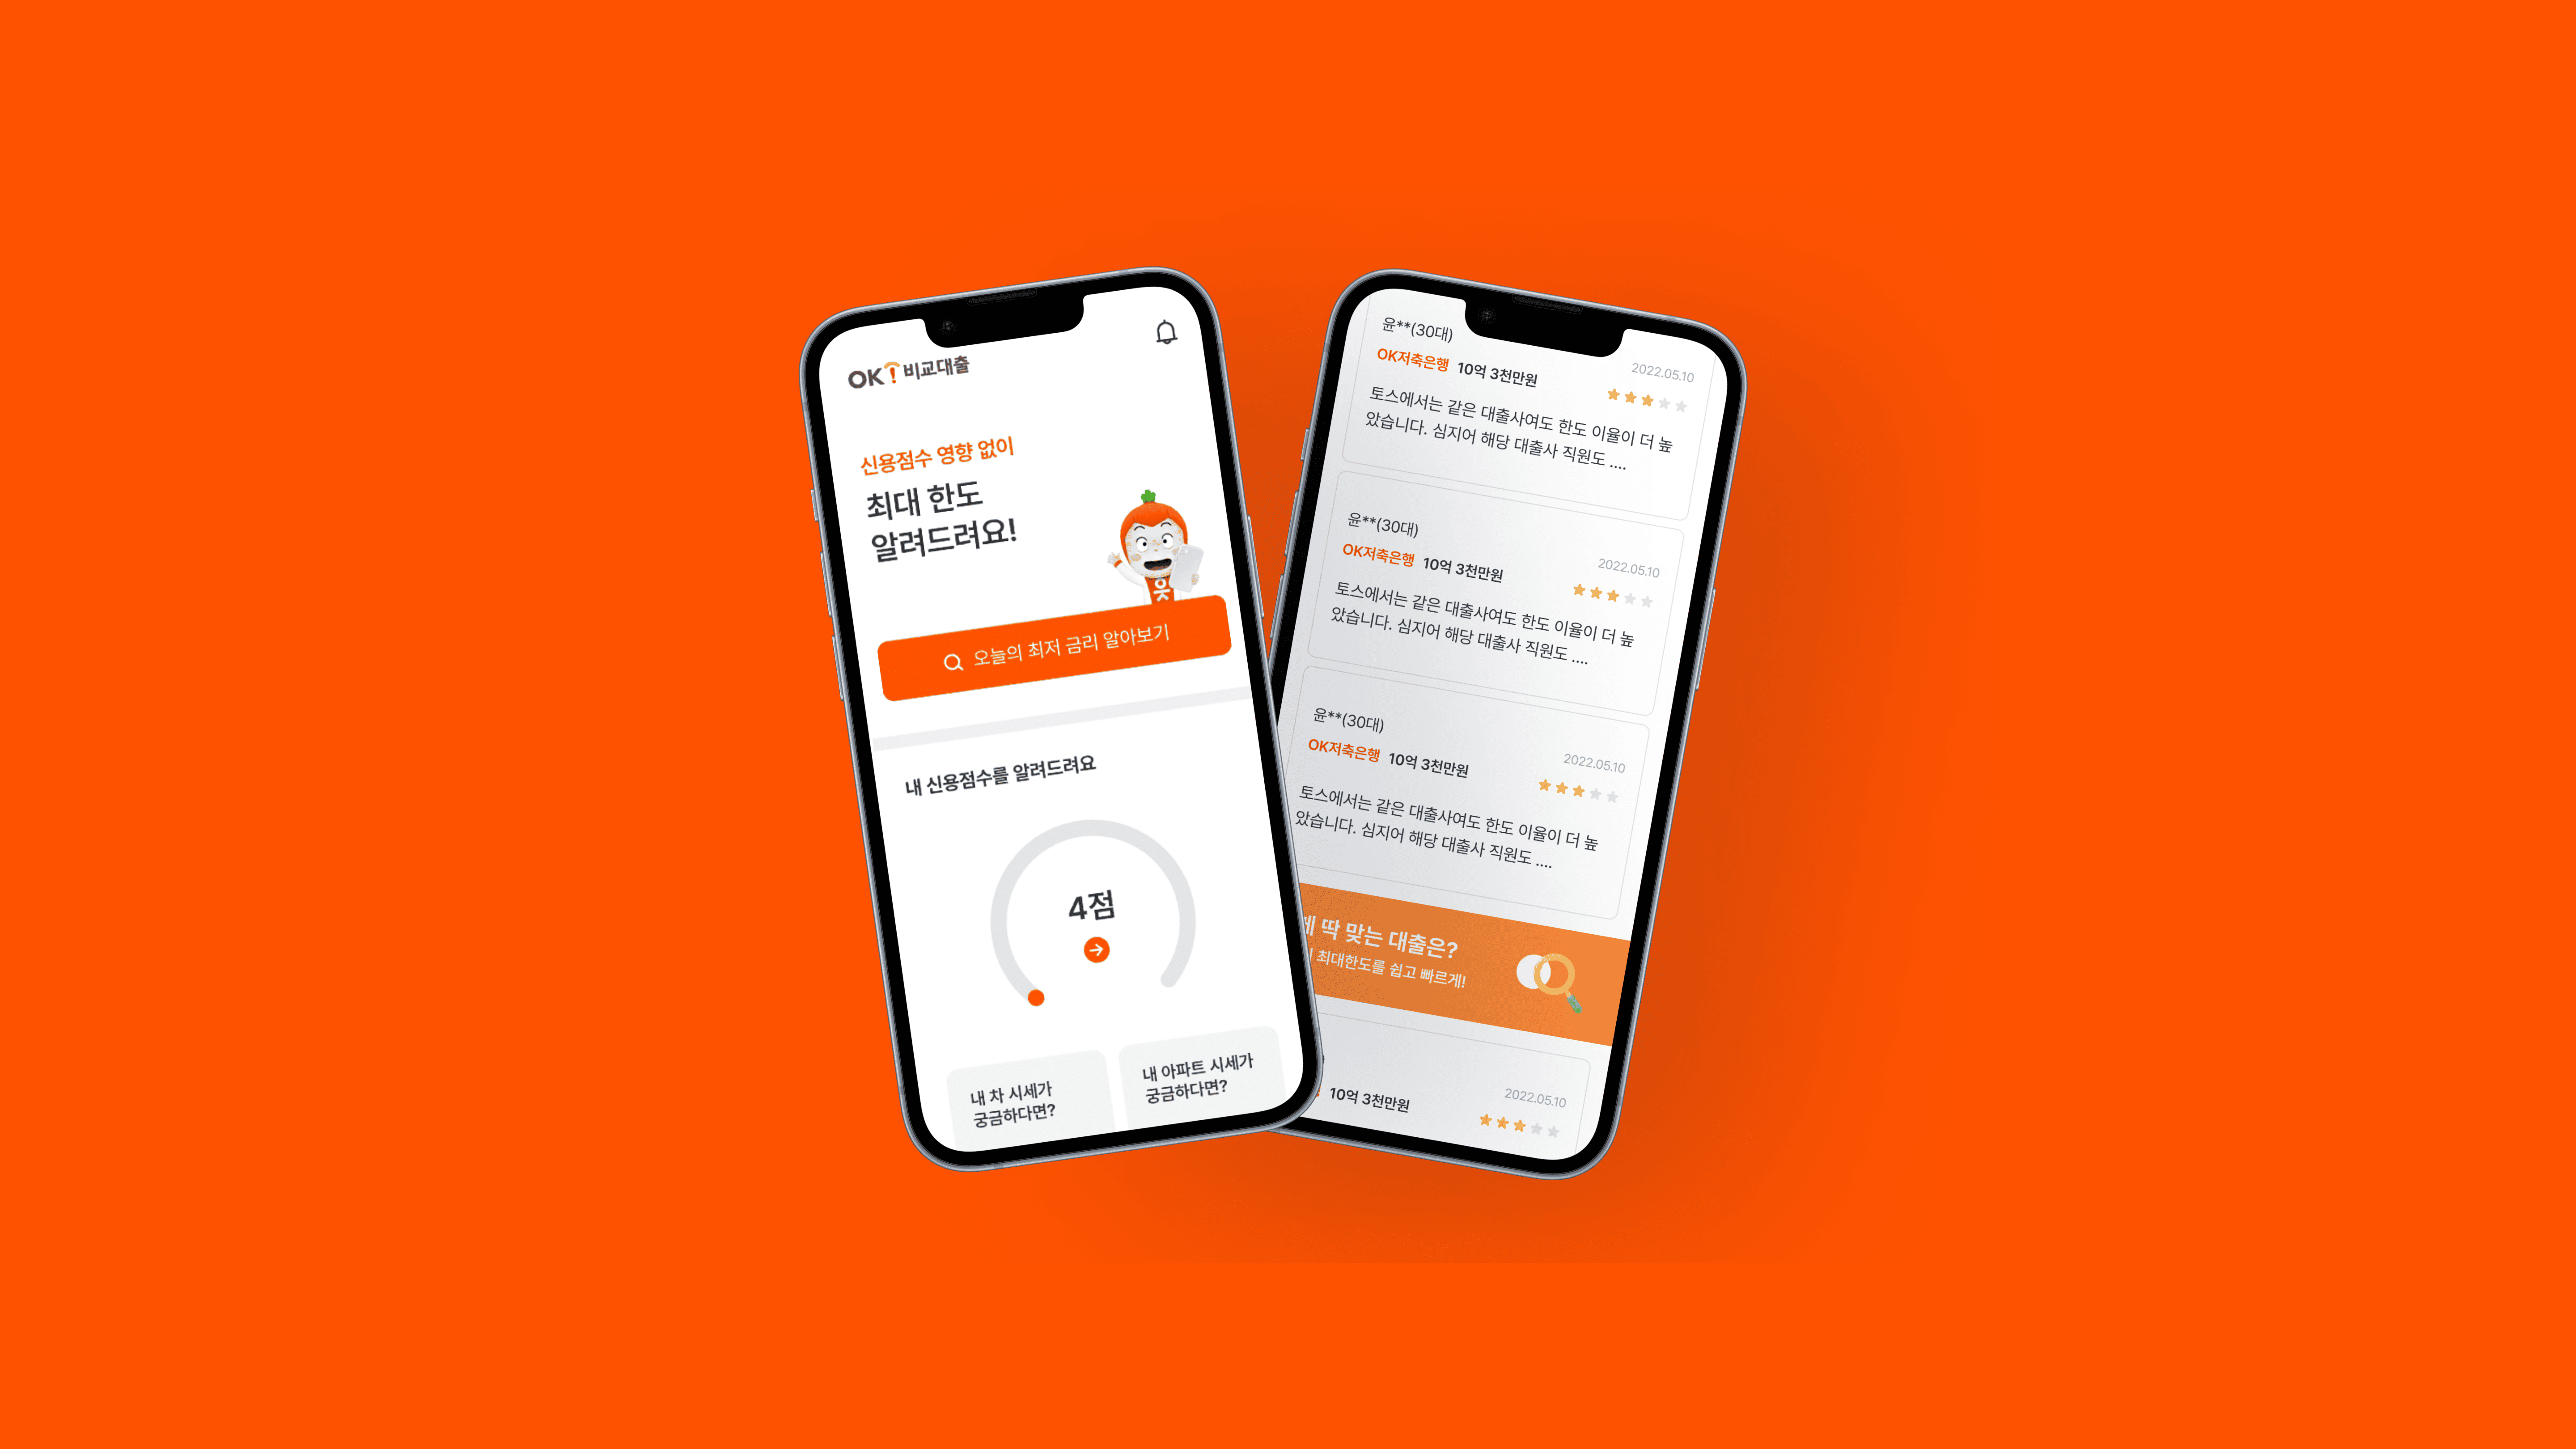 OK! 비교대출
신용점수 영향 없이
최대 한도
알려드려요!
읏
오늘의 최저 금리 알아보기
내 신용점수를 알려드려요
4점
내 차 시세가
궁금하다면?
내 아파트 시세가
궁금하다면?
윤**(30대)
2022.05.10
OK저축은행 10억 3천만원
토스에서는 같은 대출사여도 한도 이율이 더 높
았습니다. 심지어 해당 대출사 직원도 ....
윤**(30대)
2022.05.10
OK저축은행 10억 3천만원
토스에서는 같은 대출사여도 한도 이율이 더 높
았습니다. 심지어 해당 대출사 직원도 ....
윤**(30대)
2022.05.10
OK저축은행 10억 3천만원
토스에서는 같은 대출사여도 한도 이율이 더 높
았습니다. 심지어 해당 대출사 직원도 ....
딱 맞는 대출은?
최대한도를 쉽고 빠르게!
2022.05.10
10억 3천만원